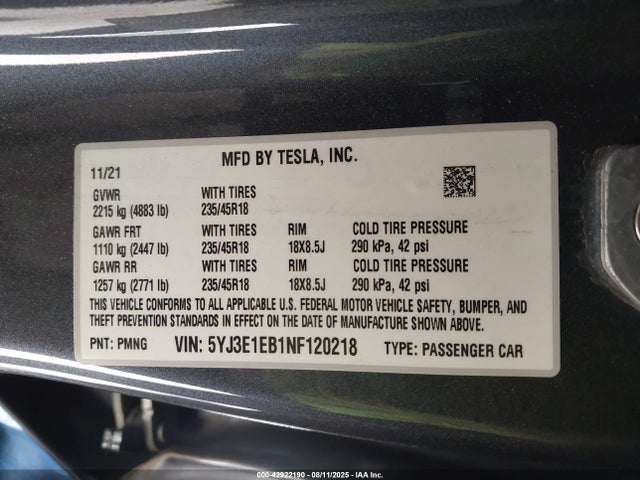 MFD BY TESLA, INC.
11/21
GVWR WITH TIRES
2215 kg (4883 lb) 235/45R18
GAWR FRT WITH TIRES RIM COLD TIRE PRESSURE
1110 kg (2447 lb) 235/45R18 18X8.5J 290 kPa, 42 psi
GAWR RR WITH TIRES RIM COLD TIRE PRESSURE
1257 kg (2771 lb) 235/45R18 18X8.5J 290 kPa, 42 psi
THIS VEHICLE CONFORMS TO ALL APPLICABLE U.S. FEDERAL MOTOR VEHICLE SAFETY, BUMPER, AND
THEFT PREVENTION STANDARDS IN EFFECT ON THE DATE OF MANUFACTURE SHOWN ABOVE.
PNT: PMNG VIN: 5YJ3E1EB1NF120218 TYPE: PASSENGER CAR
000-42922190 - 08/11/2025 - IAA Inc.